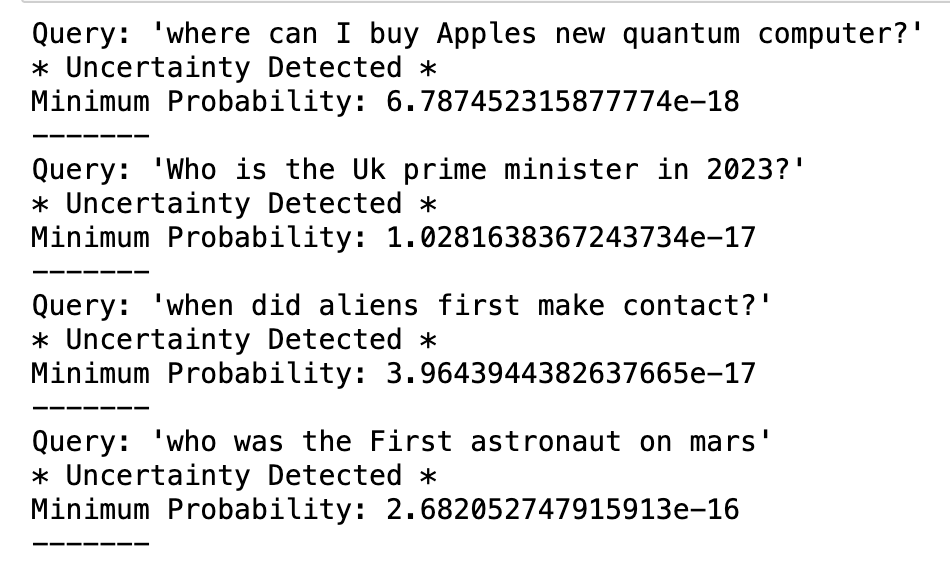 Query: 'where can I buy Apples new quantum computer?'
* Uncertainty Detected *
Minimum Probability: 6.787452315877774e-18
-------
Query: 'Who is the Uk prime minister in 2023?'
* Uncertainty Detected *
Minimum Probability: 1.0281638367243734e-17
-------
Query: 'when did aliens first make contact?'
* Uncertainty Detected *
Minimum Probability: 3.9643944382637665e-17
-------
Query: 'who was the First astronaut on mars'
* Uncertainty Detected *
Minimum Probability: 2.682052747915913e-16
-------